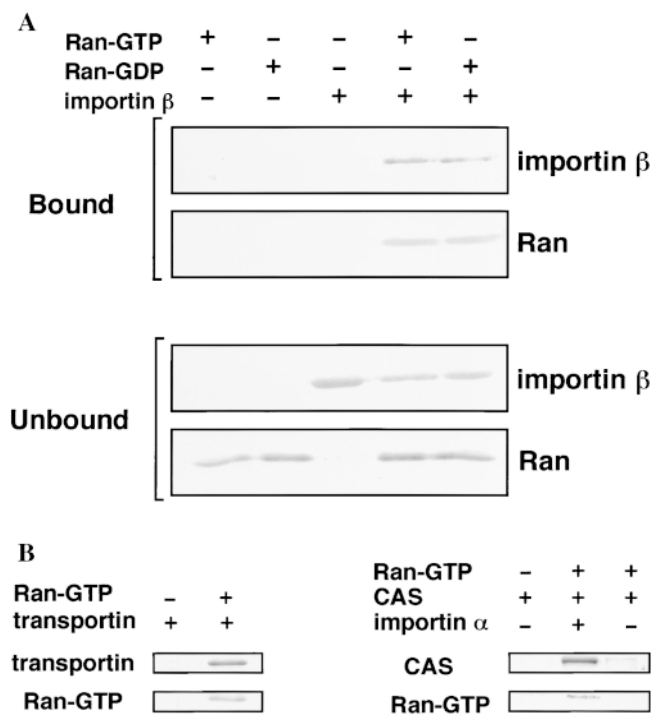 A
Ran-GTP + – – + –
Ran-GDP – + – – +
importin β – – + + +
Bound
importin β
Ran
Unbound
importin β
Ran
B
Ran-GTP – +
transportin + +
transportin
Ran-GTP
Ran-GTP – + +
CAS + + +
importin α – + –
CAS
Ran-GTP